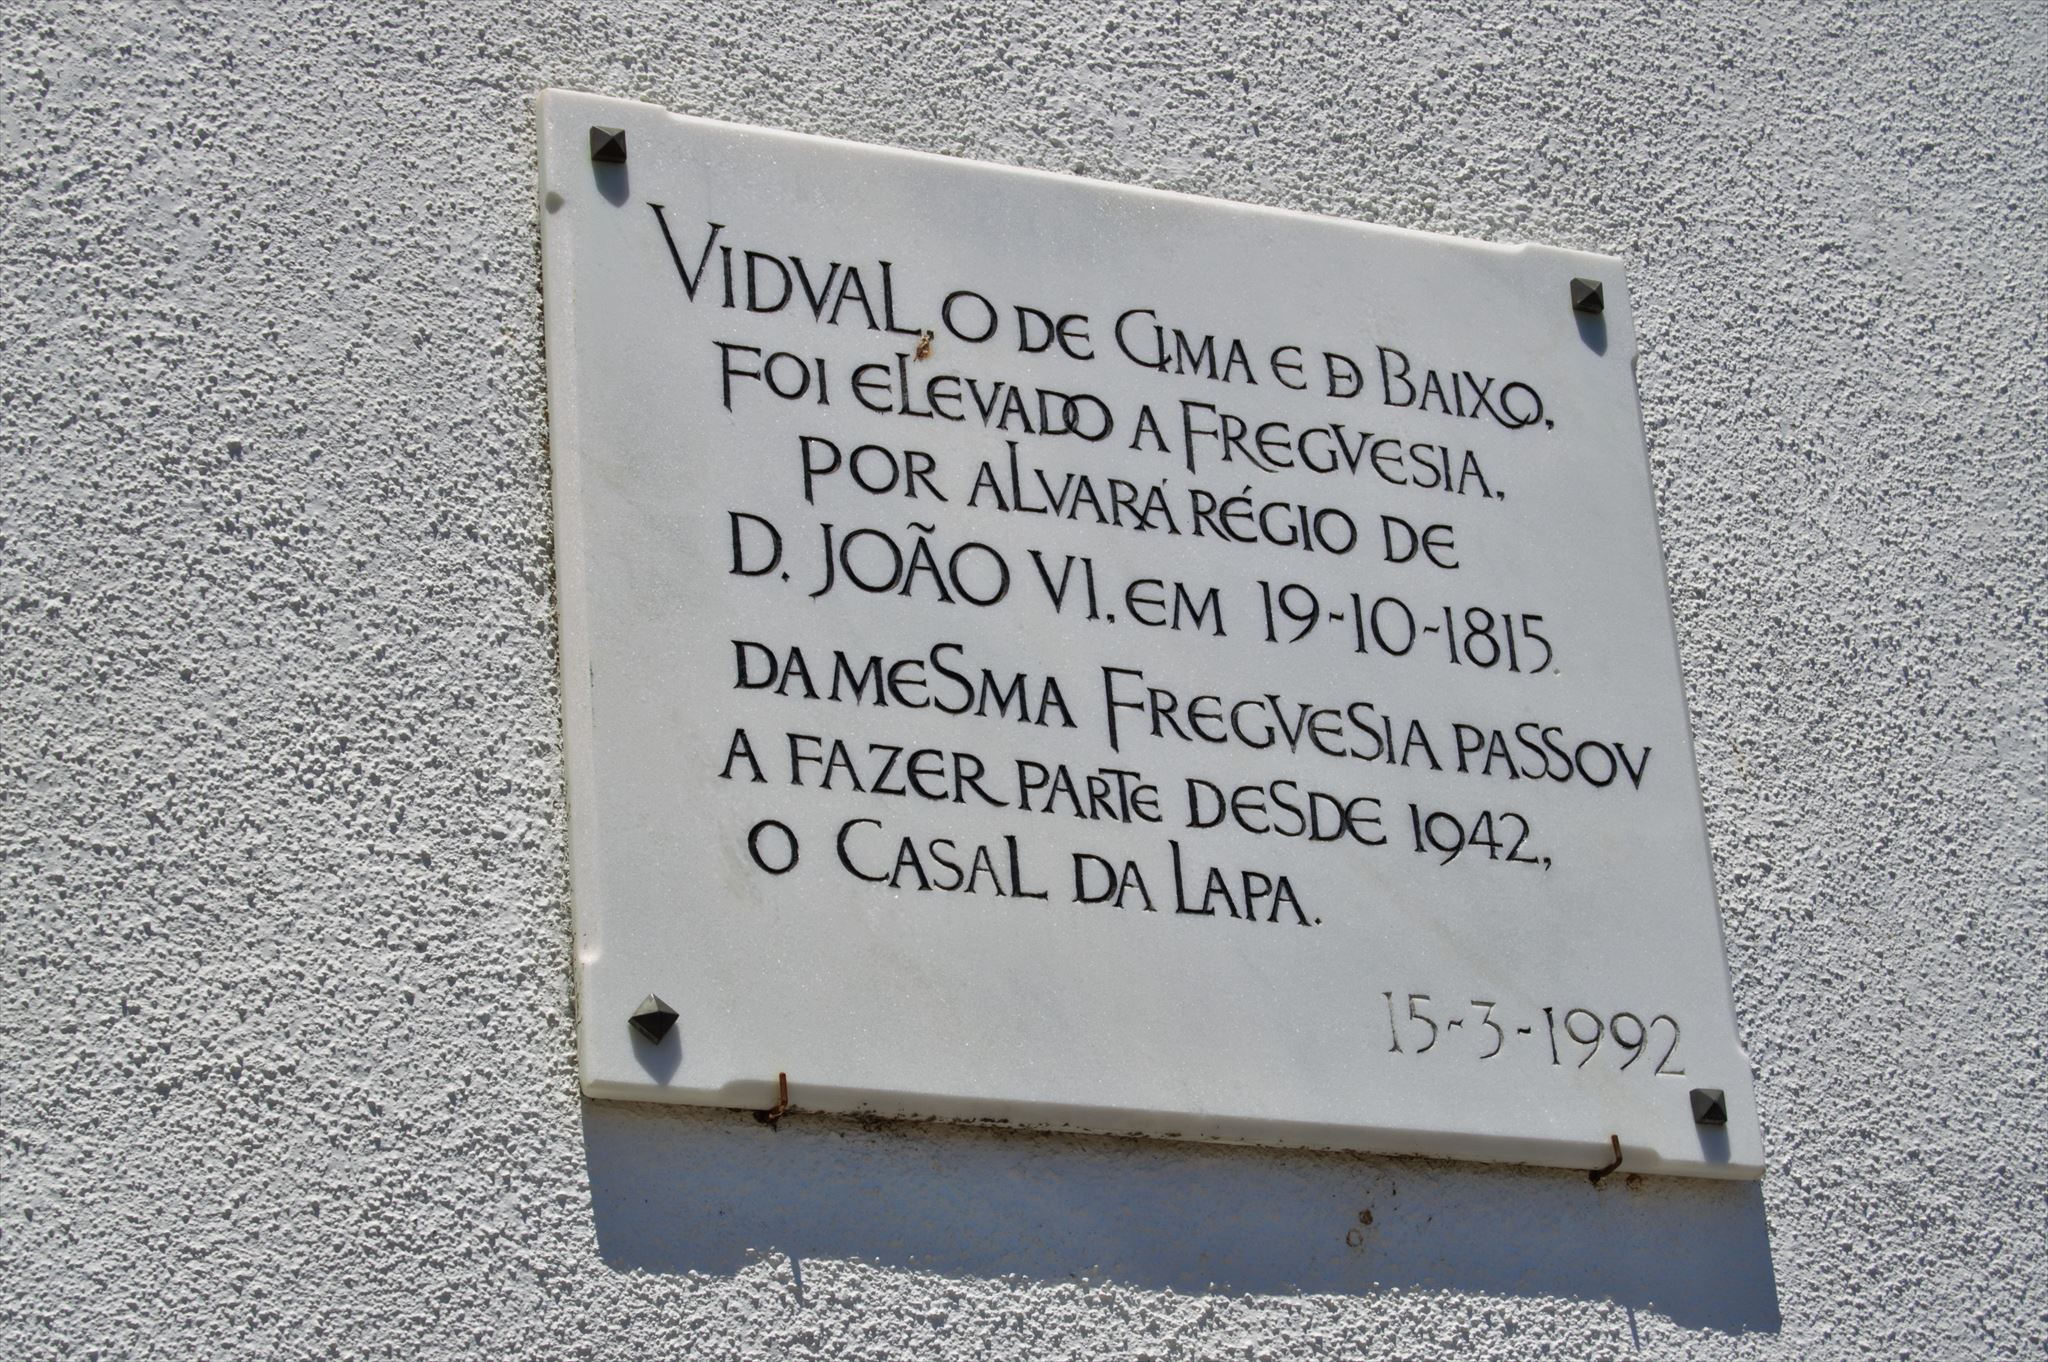 VIDVAL, O DE CIMA E DE BAIXO,
FOI ELEVADO A FREGVESIA,
POR ALVARÁ RÉGIO DE
D. JOÃO VI, EM 19-10-1815.
DA MESMA FREGVESIA PASSOV
A FAZER PARTE DESDE 1942,
O CASAL DA LAPA.
15-3-1992